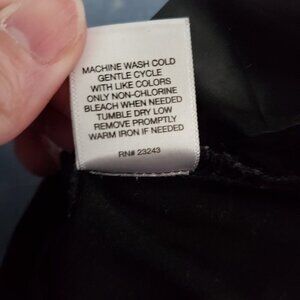 MACHINE WASH COLD
GENTLE CYCLE
WITH LIKE COLORS
ONLY NON-CHLORINE
BLEACH WHEN NEEDED
TUMBLE DRY LOW
REMOVE PROMPTLY
WARM IRON IF NEEDED
RN# 23243